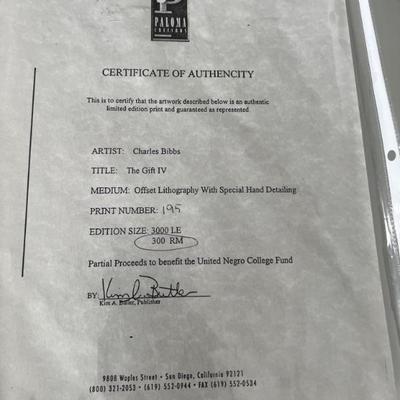 P
PALOMA
EDITIONS
CERTIFICATE OF AUTHENCITY
This is to certify that the artwork described below is an authentic
limited edition print and guaranteed as represented.
ARTIST: Charles Bibbs
TITLE: The Gift IV
MEDIUM: Offset Lithography With Special Hand Detailing
PRINT NUMBER: 195
EDITION SIZE: 3000 LE
300 RM
Partial Proceeds to benefit the United Negro College Fund
BY: Kim A. Butler
Kim A. Butler, Publisher
9808 Waples Street • San Diego, California 92121
(800) 321-2053 • (619) 552-0944 • FAX (619) 552-0534